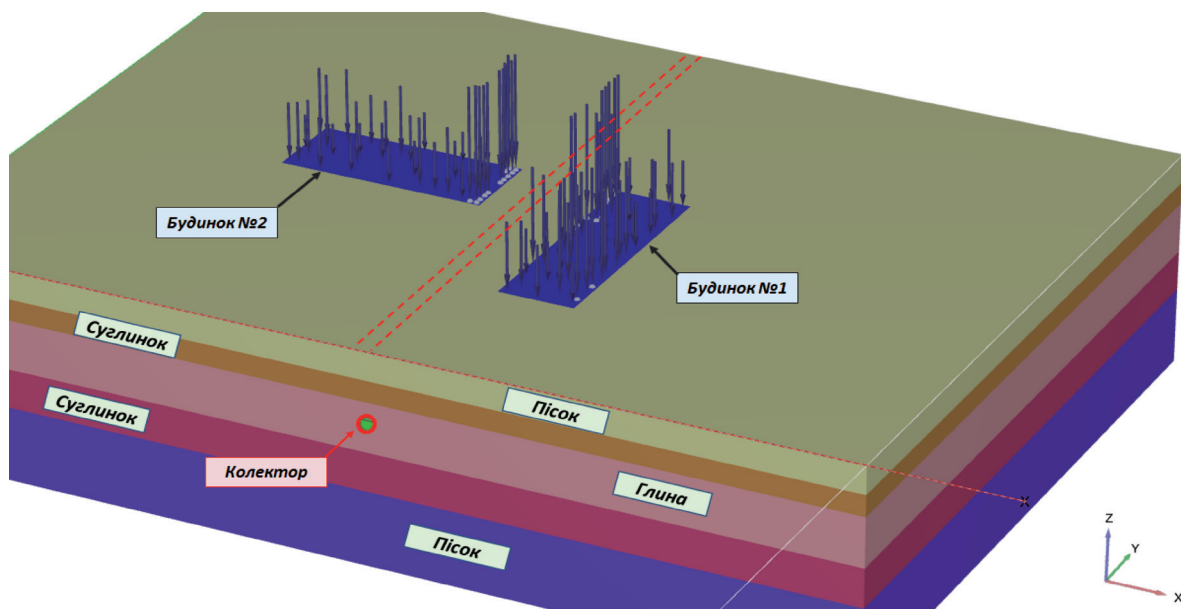 Будинок №2
Будинок №1
Суглинок
Пісок
Суглинок
Колектор
Глина
Пісок
Z
Y
X
X